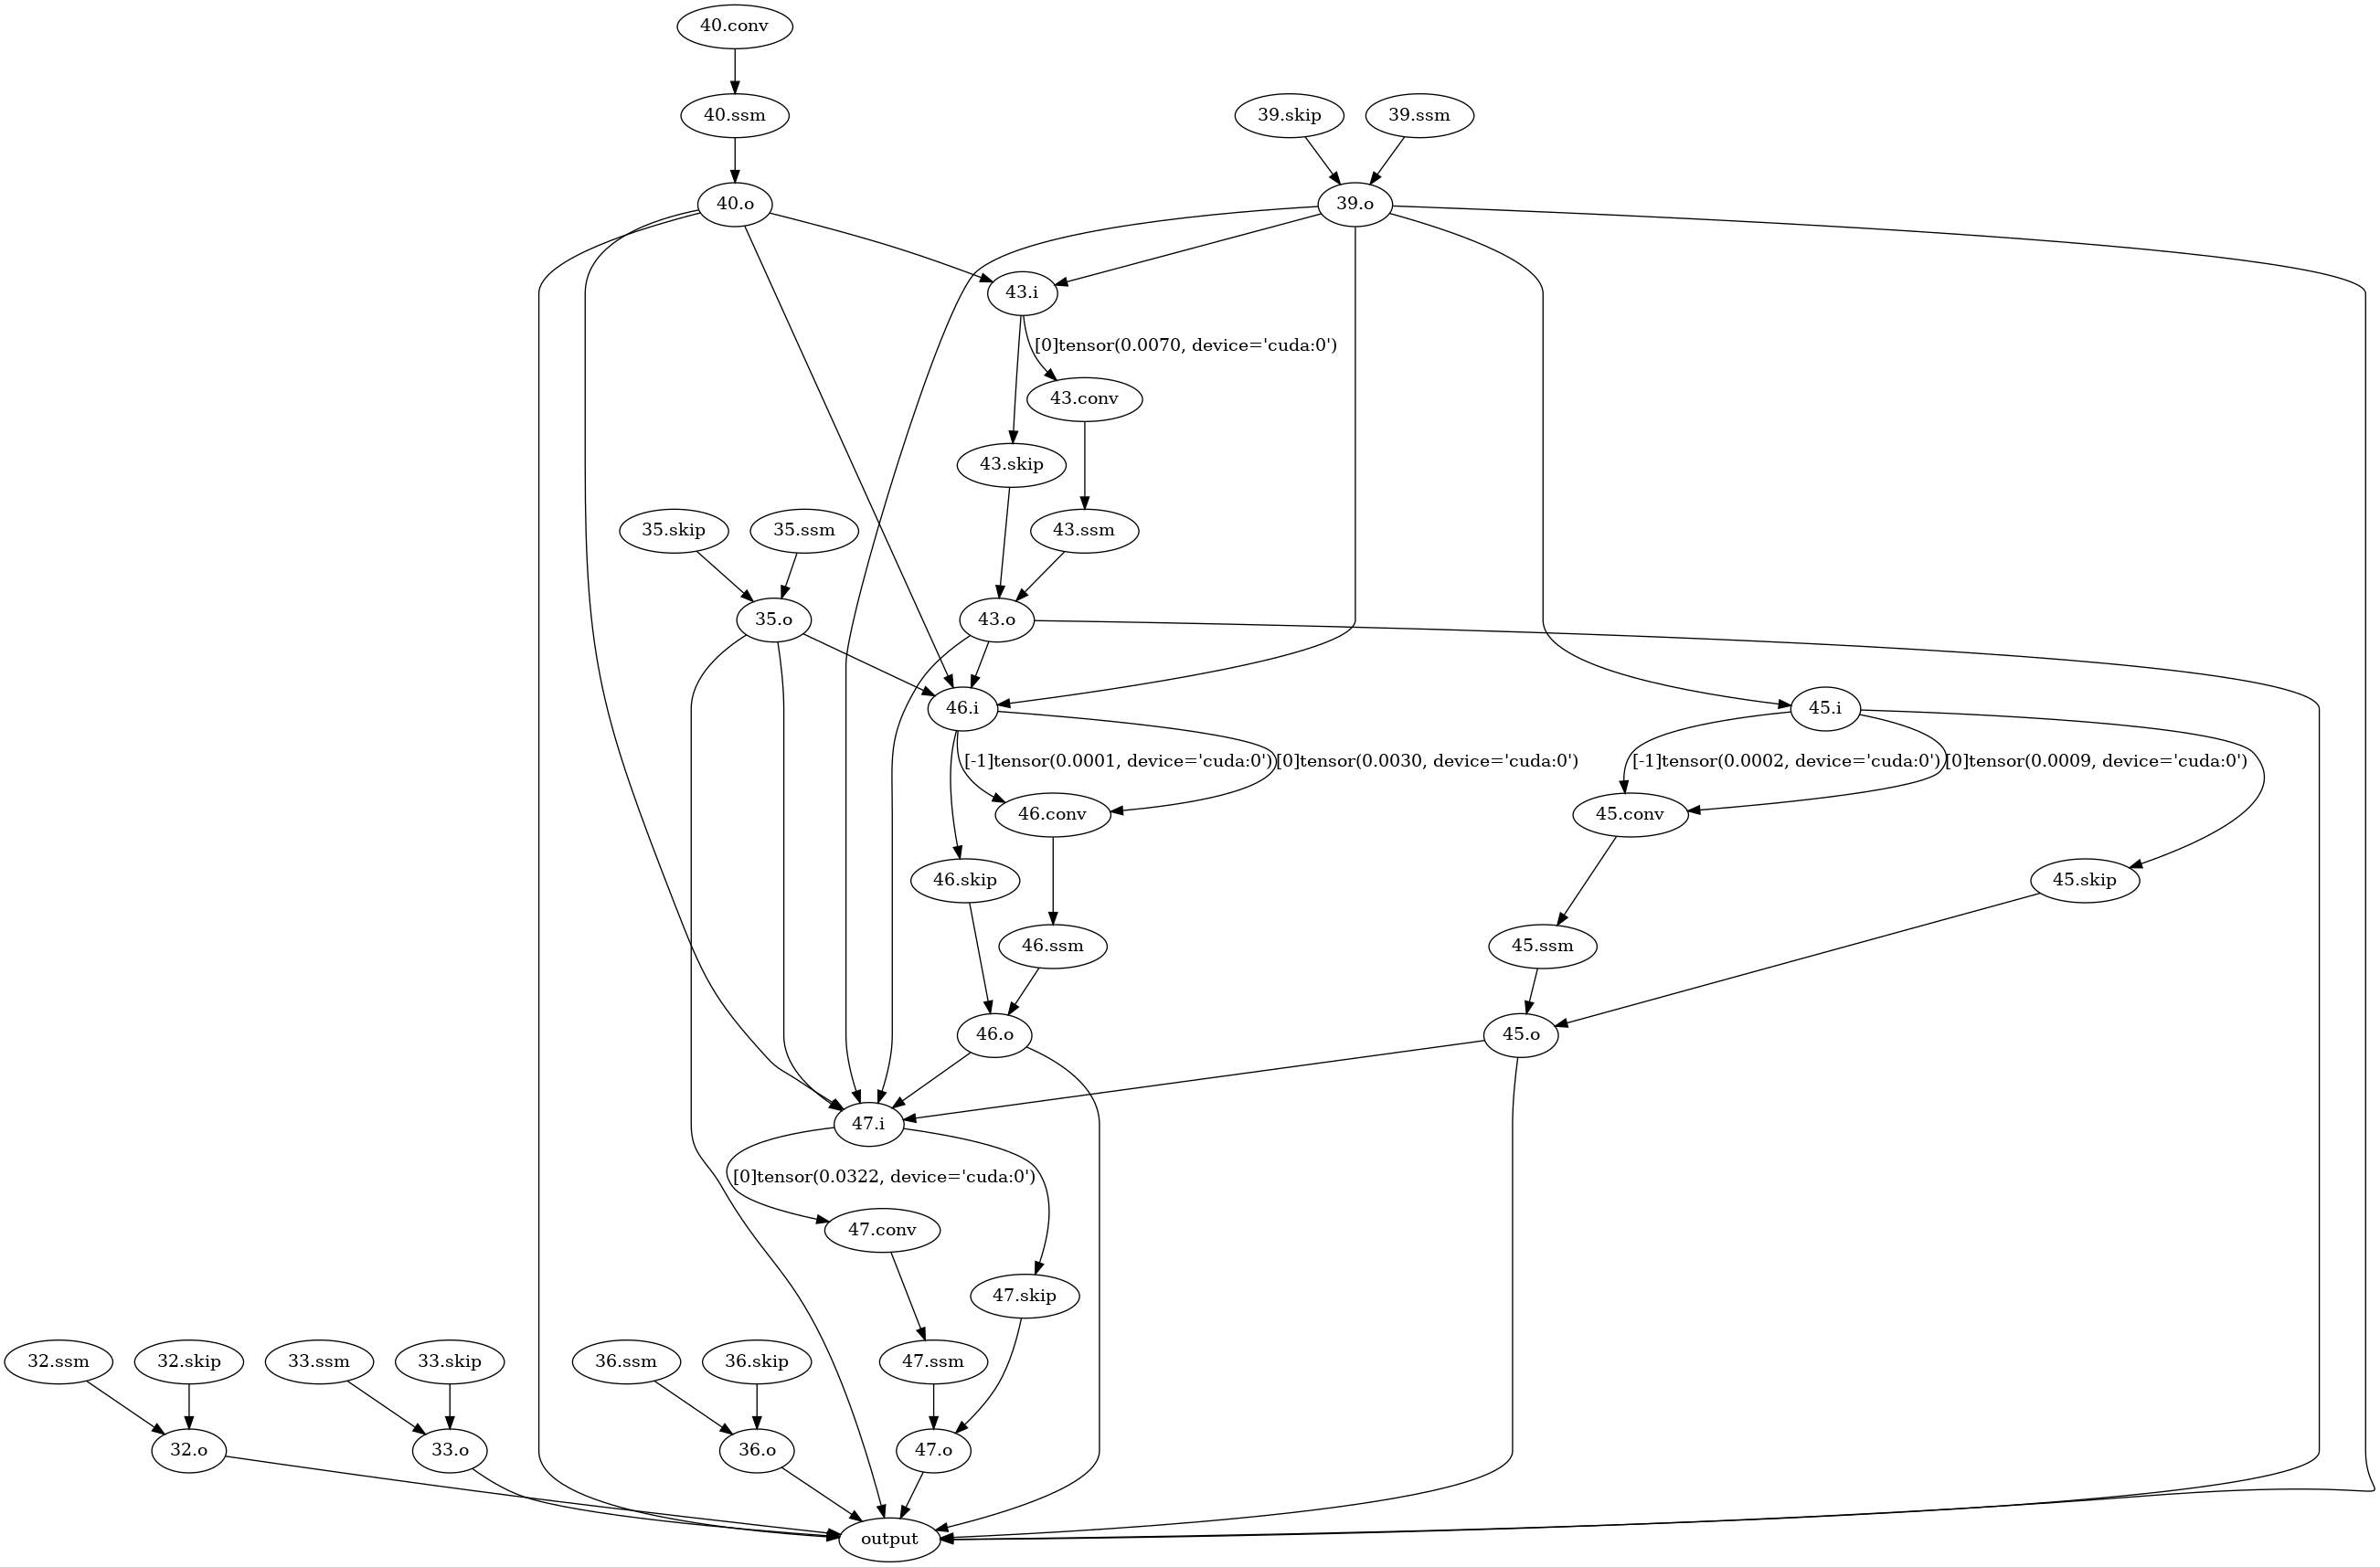 40.conv
40.ssm
39.skip
39.ssm
40.o
39.o
43.i
[0]tensor(0.0070, device='cuda:0')
43.conv
43.skip
35.skip
35.ssm
43.ssm
35.o
43.o
46.i
45.i
[-1]tensor(0.0001, device='cuda:0')
[0]tensor(0.0030, device='cuda:0')
[-1]tensor(0.0002, device='cuda:0')
[0]tensor(0.0009, device='cuda:0')
46.conv
45.conv
46.skip
45.skip
46.ssm
45.ssm
46.o
45.o
47.i
[0]tensor(0.0322, device='cuda:0')
47.conv
47.skip
32.ssm
32.skip
33.ssm
33.skip
36.ssm
36.skip
47.ssm
32.o
33.o
36.o
47.o
output